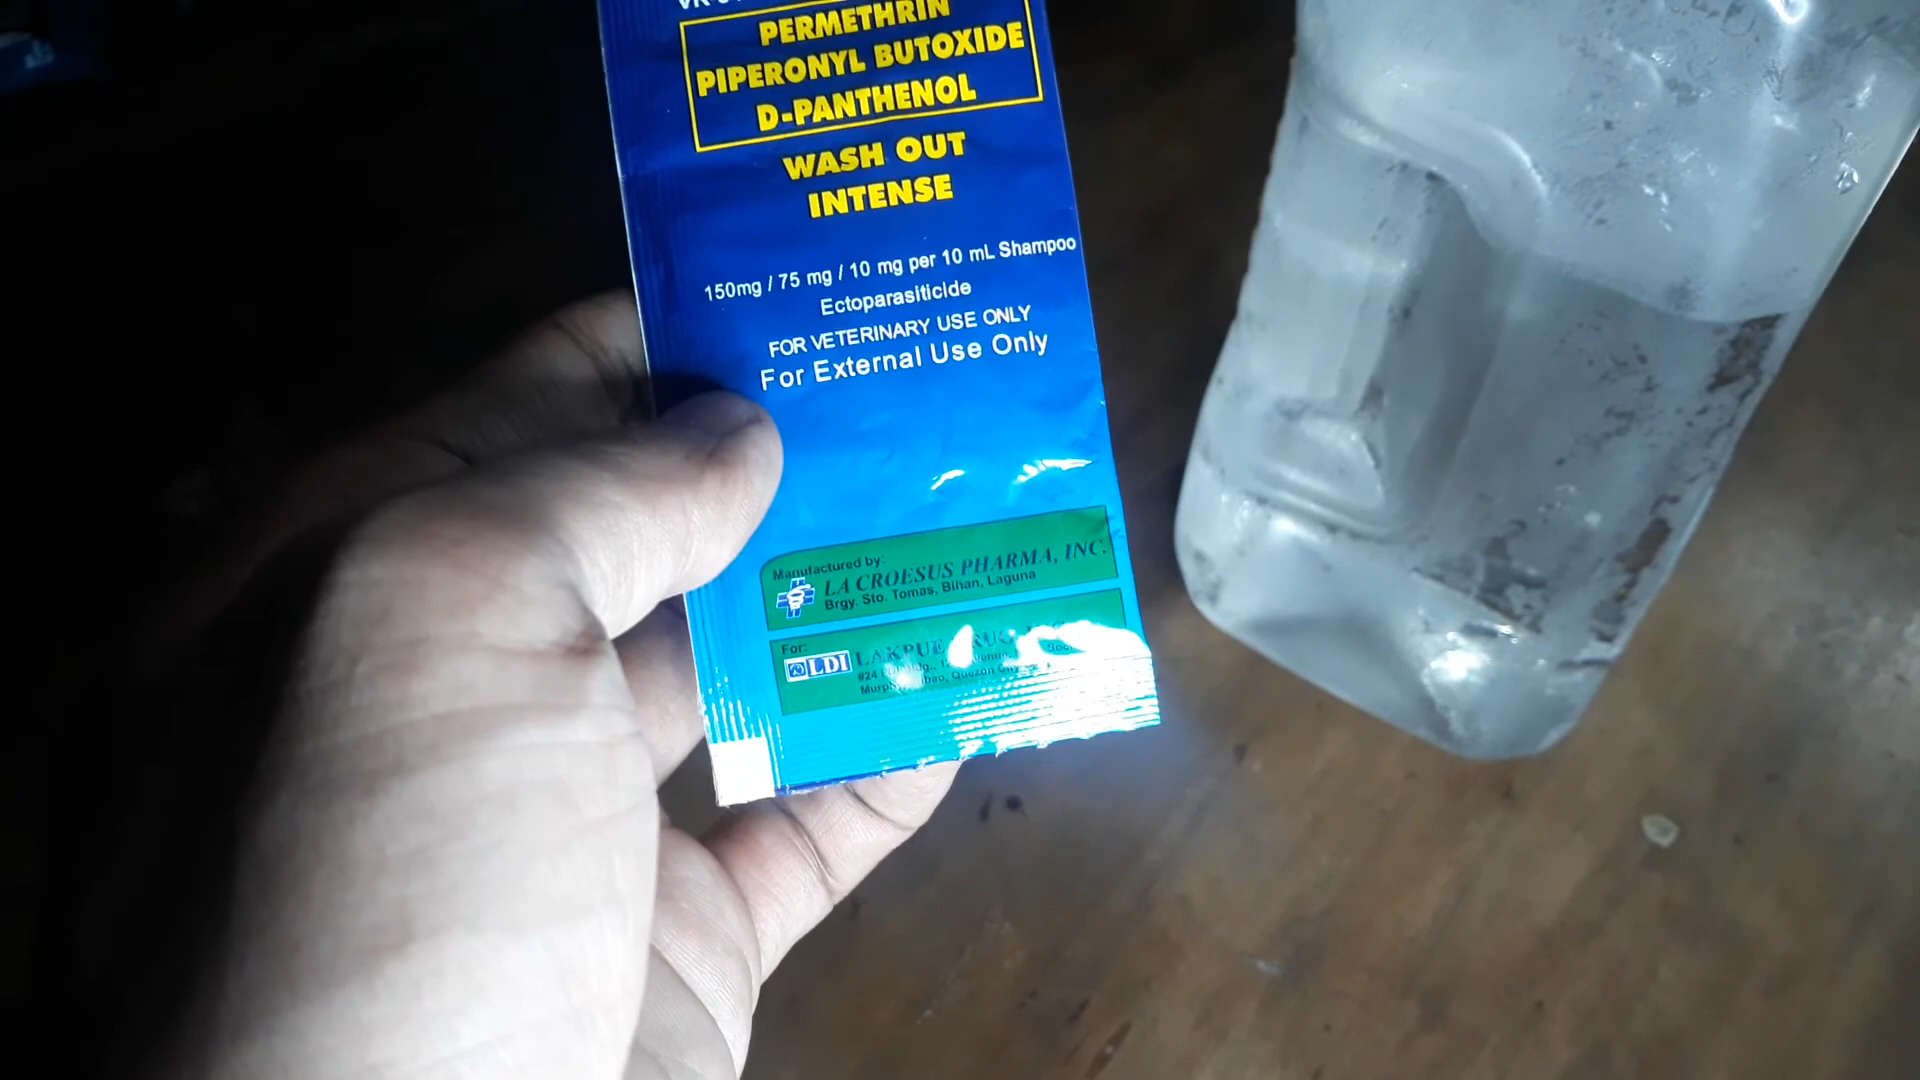 PERMETHRIN
PIPERONYL BUTOXIDE
D-PANTHENOL
WASH OUT
INTENSE
150mg / 75 mg / 10 mg per 10 mL Shampoo
Ectoparasiticide
FOR VETERINARY USE ONLY
For External Use Only
Manufactured by:
LA CROESUS PHARMA, INC.
Brgy. Sto. Tomas, Biñan, Laguna
For:
LDI
#24
Quezon